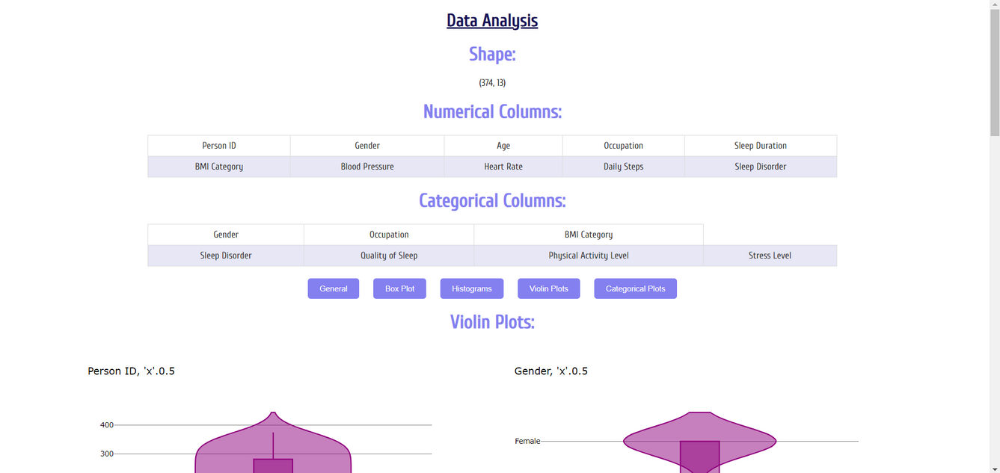 Data Analysis
Shape:
(374, 13)
Numerical Columns:
Person ID Gender Age Occupation Sleep Duration
BMI Category Blood Pressure Heart Rate Daily Steps Sleep Disorder
Categorical Columns:
Gender Occupation BMI Category
Sleep Disorder Quality of Sleep Physical Activity Level Stress Level
General Box Plot Histograms Violin Plots Categorical Plots
Violin Plots:
Person ID, 'x'.0.5
400
300
Gender, 'x'.0.5
Female